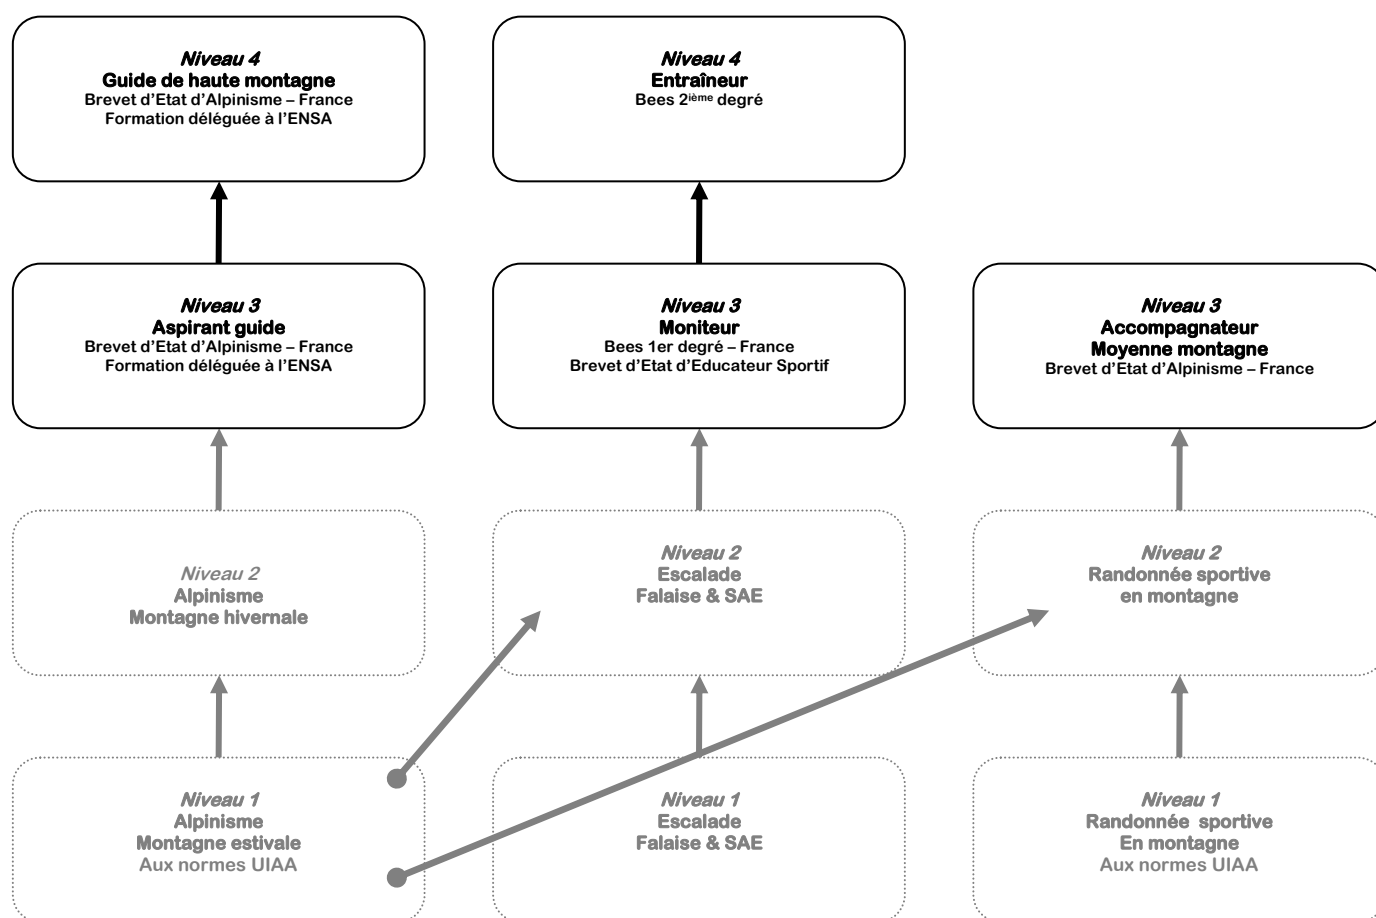 Niveau 4
Guide de haute montagne
Brevet d'Etat d'Alpinisme – France
Formation déléguée à l'ENSA
Niveau 4
Entraîneur
Bees 2ième degré
Niveau 3
Aspirant guide
Brevet d'Etat d'Alpinisme – France
Formation déléguée à l'ENSA
Niveau 3
Moniteur
Bees 1er degré – France
Brevet d'Etat d'Educateur Sportif
Niveau 3
Accompagnateur
Moyenne montagne
Brevet d'Etat d'Alpinisme – France
Niveau 2
Alpinisme
Montagne hivernale
Niveau 2
Escalade
Falaise & SAE
Niveau 2
Randonnée sportive
en montagne
Niveau 1
Alpinisme
Montagne estivale
Aux normes UIAA
Niveau 1
Escalade
Falaise & SAE
Niveau 1
Randonnée sportive
En montagne
Aux normes UIAA